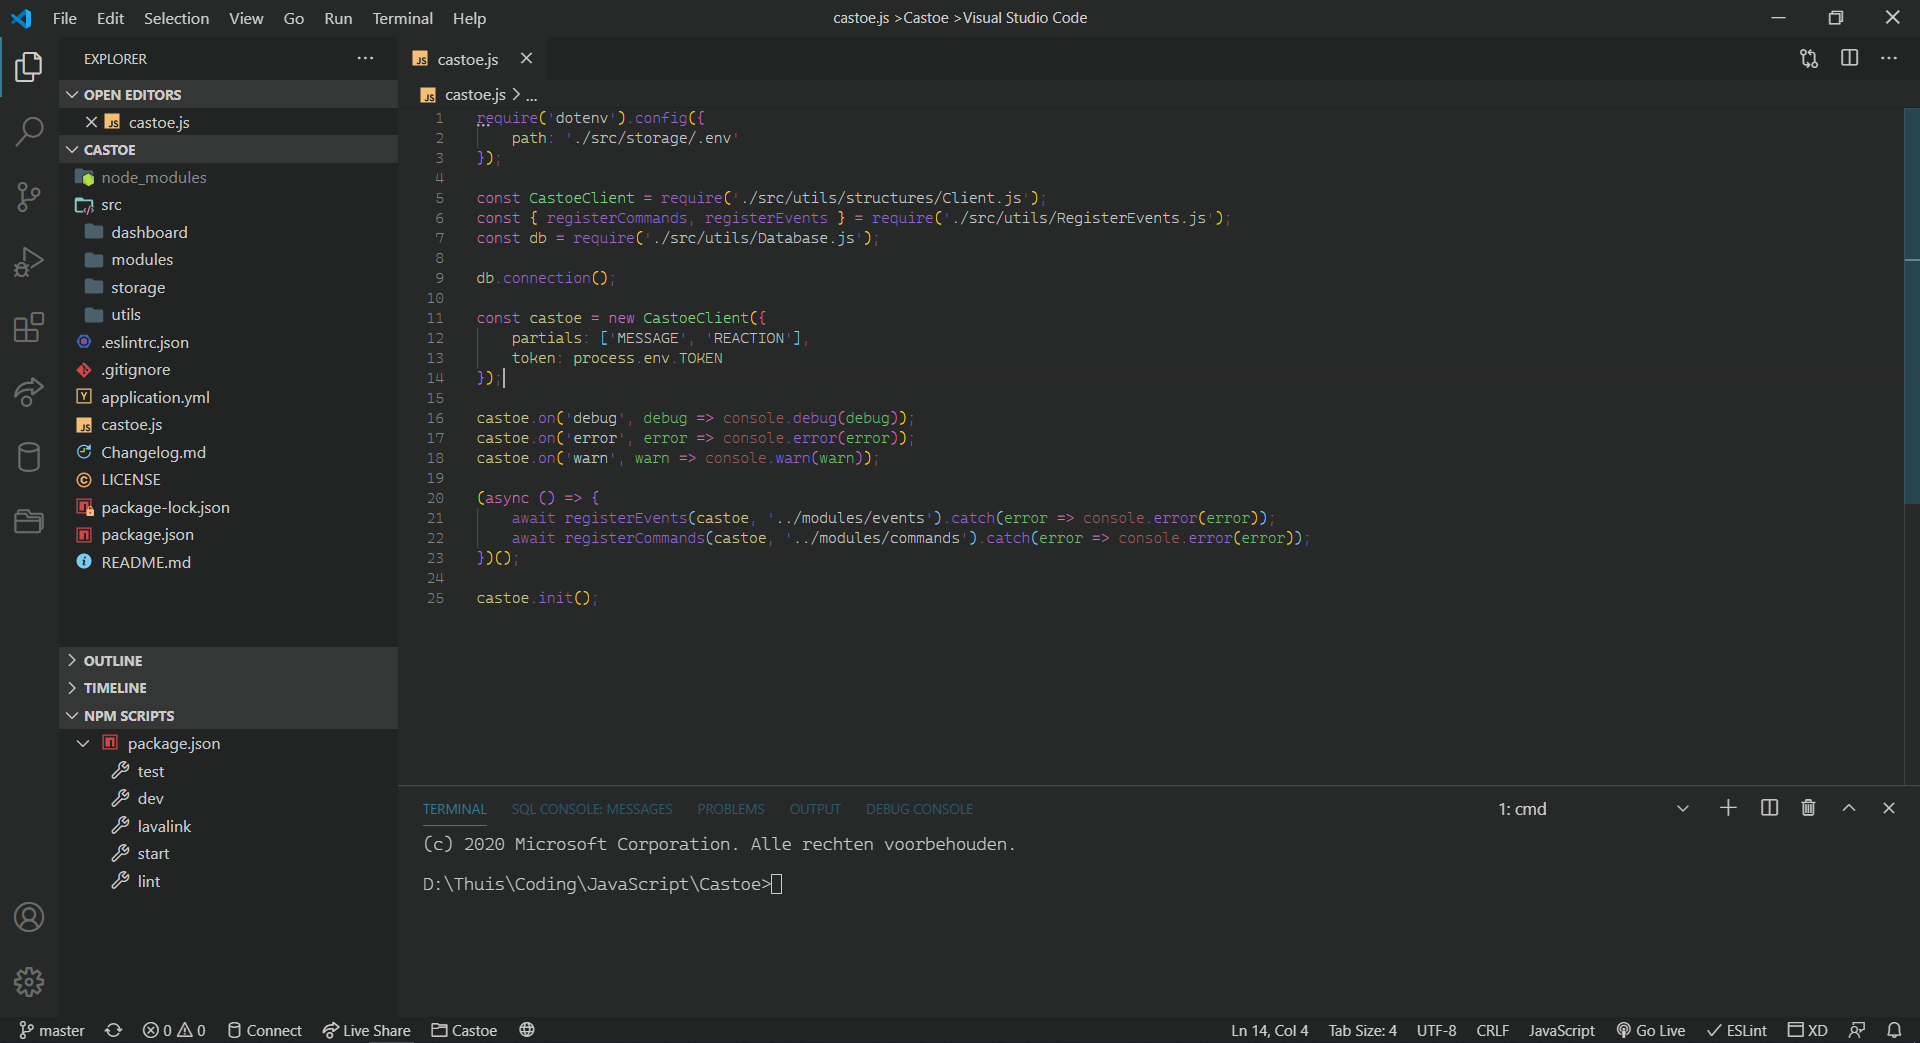 File Edit Selection View Go Run Terminal Help
castoe.js >Castoe >Visual Studio Code
EXPLORER
OPEN EDITORS
castoe.js
CASTOE
node_modules
src
dashboard
modules
storage
utils
.eslintrc.json
.gitignore
application.yml
castoe.js
Changelog.md
LICENSE
package-lock.json
package.json
README.md
OUTLINE
TIMELINE
NPM SCRIPTS
package.json
test
dev
lavalink
start
lint
castoe.js
castoe.js > ...
1 require('dotenv').config({
2 path: './src/storage/.env'
3 });
4
5 const CastoeClient = require('./src/utils/structures/Client.js');
6 const { registerCommands, registerEvents } = require('./src/utils/RegisterEvents.js');
7 const db = require('./src/utils/Database.js');
8
9 db.connection();
10
11 const castoe = new CastoeClient({
12 partials: ['MESSAGE', 'REACTION'],
13 token: process.env.TOKEN
14 });
15
16 castoe.on('debug', debug => console.debug(debug));
17 castoe.on('error', error => console.error(error));
18 castoe.on('warn', warn => console.warn(warn));
19
20 (async () => {
21 await registerEvents(castoe, '../modules/events').catch(error => console.error(error));
22 await registerCommands(castoe, '../modules/commands').catch(error => console.error(error));
23 })();
24
25 castoe.init();
TERMINAL SQL CONSOLE: MESSAGES PROBLEMS OUTPUT DEBUG CONSOLE 1: cmd
(c) 2020 Microsoft Corporation. Alle rechten voorbehouden.
D:\Thuis\Coding\JavaScript\Castoe>
master 0 0 Connect Live Share Castoe Ln 14, Col 4 Tab Size: 4 UTF-8 CRLF JavaScript Go Live ESLint XD